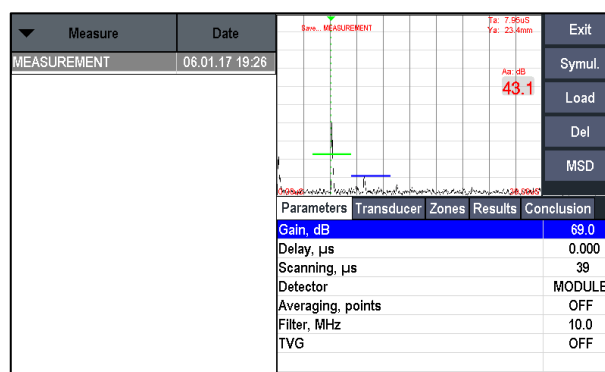 Measure Date
MEASUREMENT 06.01.17 19:26
Save... MEASUREMENT
Ta: 7.95uS
Ya: 23.4mm
Aa: dB
43.1
Exit
Symul.
Load
Del
MSD
Parameters Transducer Zones Results Conclusion
Gain, dB 69.0
Delay, µs 0.000
Scanning, µs 39
Detector MODULE
Averaging, points OFF
Filter, MHz 10.0
TVG OFF